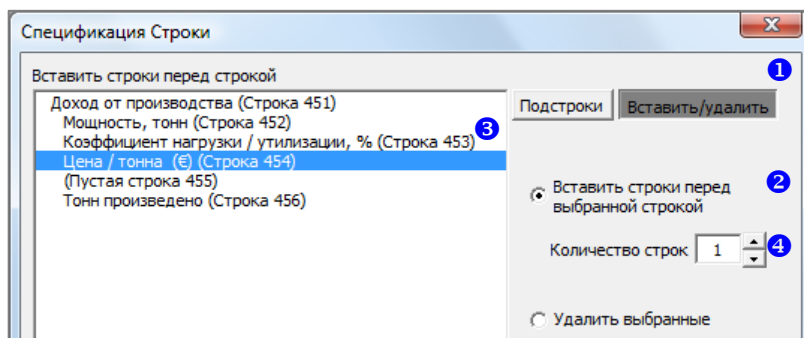 Спецификация Строки
x
Вставить строки перед строкой
1
Доход от производства (Строка 451)
Подстроки Вставить/удалить
Мощность, тонн (Строка 452)
3
Коэффициент нагрузки / утилизации, % (Строка 453)
Цена / тонна (€) (Строка 454)
(Пустая строка 455)
Тонн произведено (Строка 456)
Вставить строки перед
2
выбранной строкой
Количество строк 1
4
Удалить выбранные